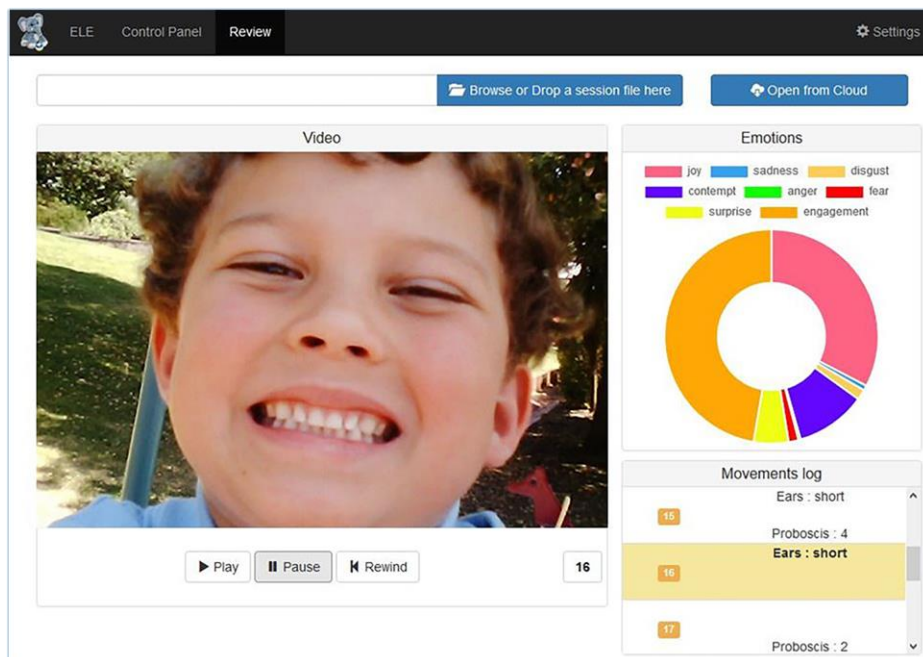 ELE Control Panel Review Settings
Browse or Drop a session file here Open from Cloud
Video
Emotions
joy sadness disgust
contempt anger fear
surprise engagement
Play Pause Rewind 16
Movements log
Ears : short
15
Proboscis : 4
Ears : short
16
17
Proboscis : 2